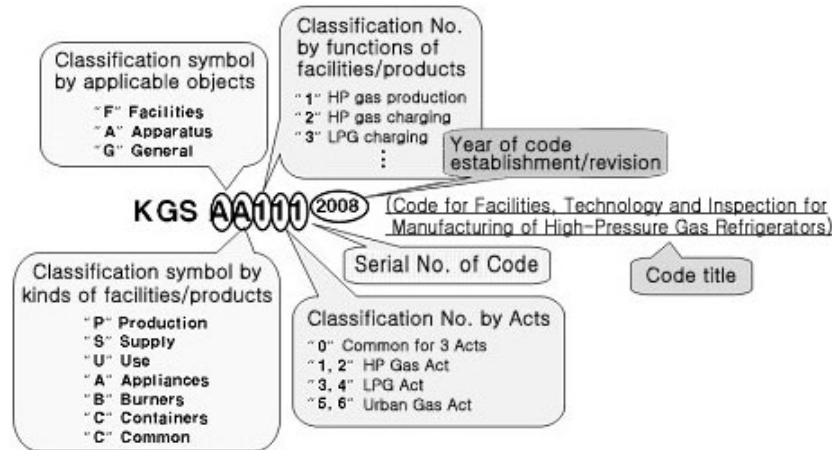 Classification symbol
by applicable objects
"F" Facilities
"A" Apparatus
"G" General
Classification No.
by functions of
facilities/products
"1" HP gas production
"2" HP gas charging
"3" LPG charging
⋮
Year of code
establishment/revision
KGS AA111 2008
(Code for Facilities, Technology and Inspection for
Manufacturing of High-Pressure Gas Refrigerators)
Serial No. of Code
Code title
Classification symbol by
kinds of facilities/products
"P" Production
"S" Supply
"U" Use
"A" Appliances
"B" Burners
"C" Containers
"C" Common
Classification No. by Acts
"0" Common for 3 Acts
"1, 2" HP Gas Act
"3, 4" LPG Act
"5, 6" Urban Gas Act